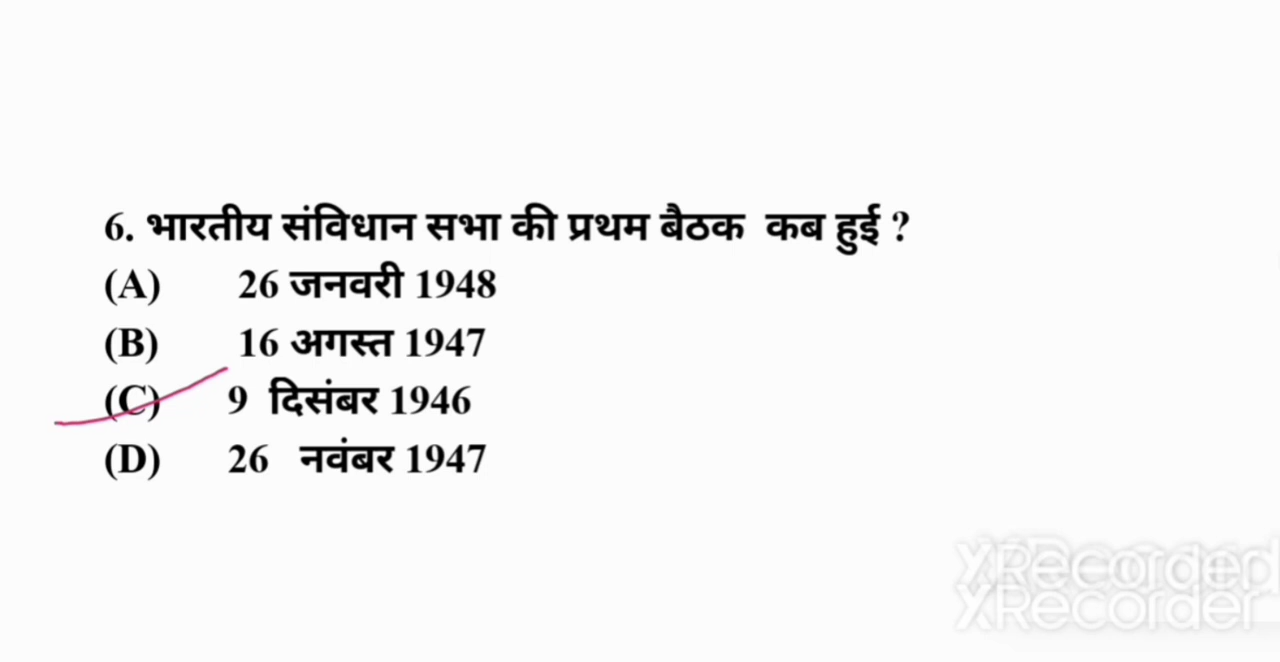 6. भारतीय संविधान सभा की प्रथम बैठक कब हुई ?
(A) 26 जनवरी 1948
(B) 16 अगस्त 1947
(C) 9 दिसंबर 1946
(D) 26 नवंबर 1947
XRecorder